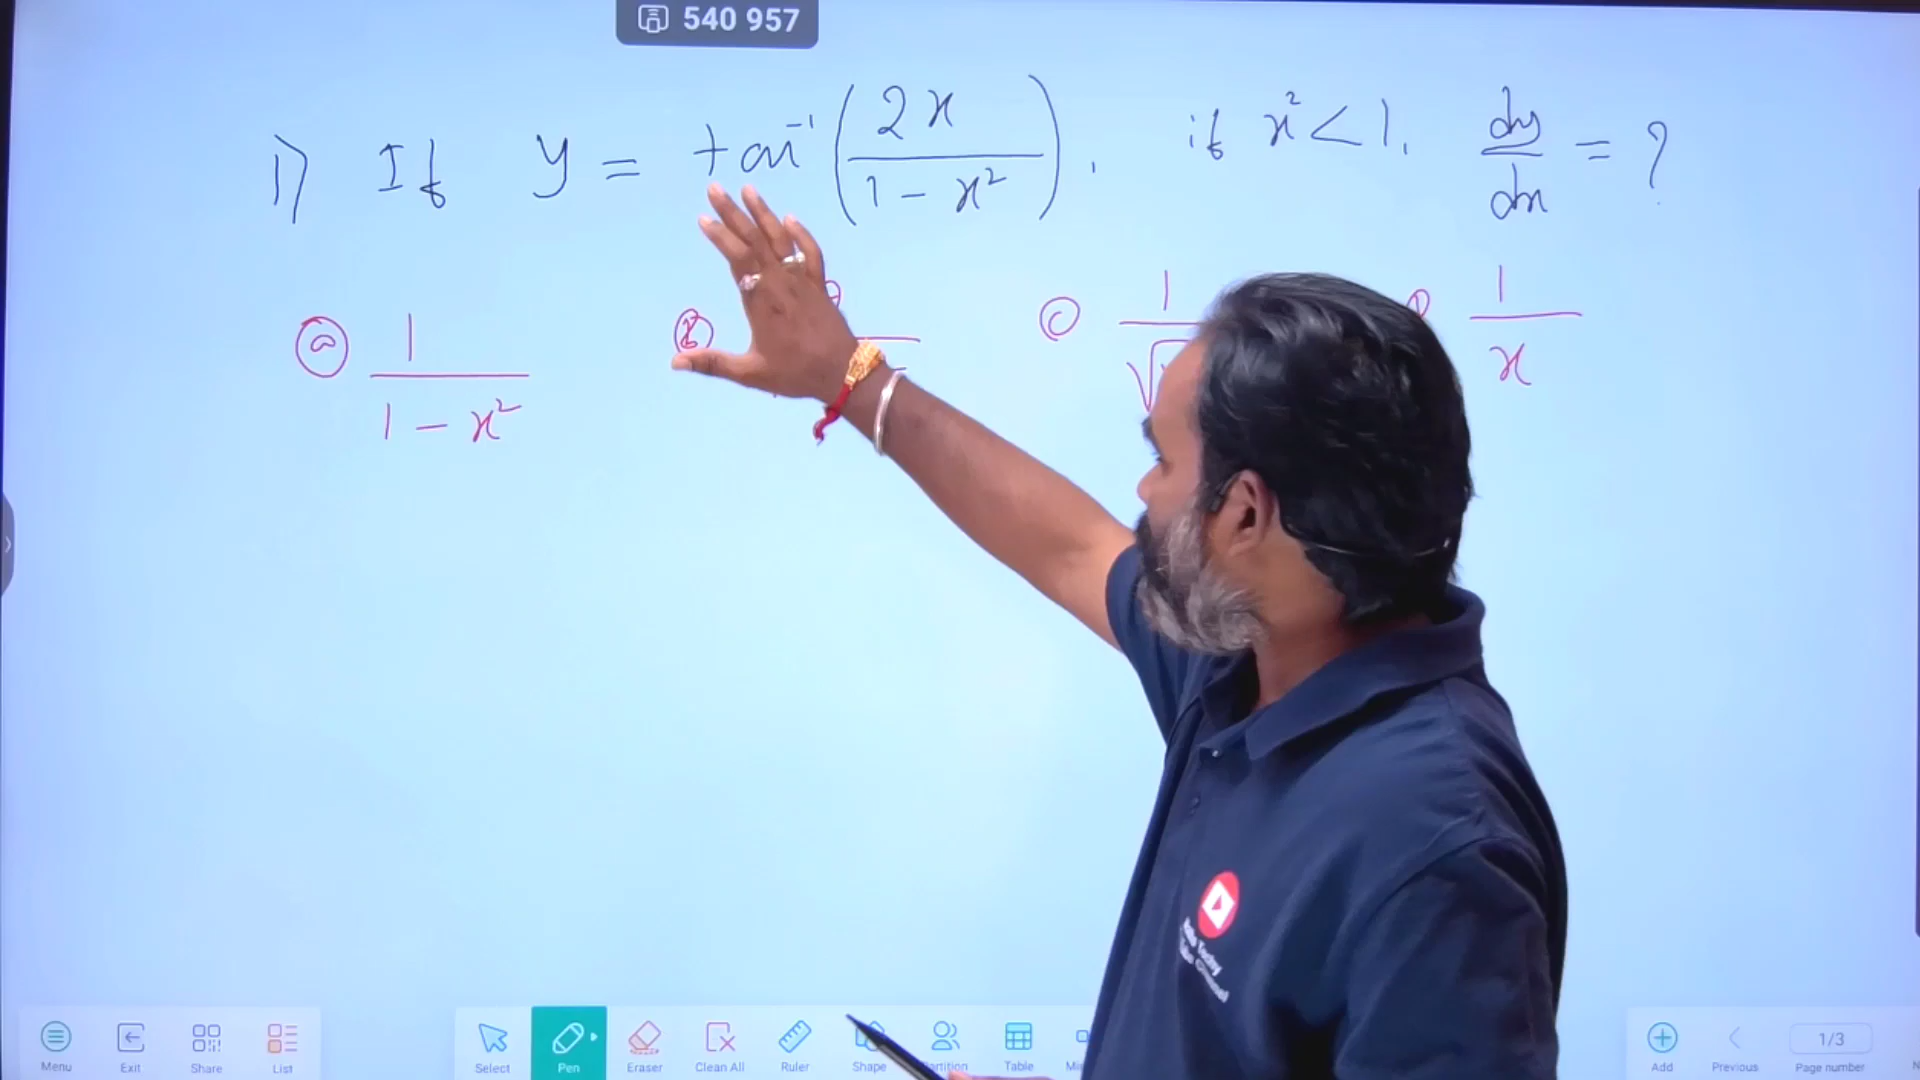 540 957
1) If y = tan⁻¹ (2x / 1 - x²), if x² < 1, dy/dx = ?
(a) 1 / 1 - x² (b) (c) 1 / √ 1 / x
Menu Exit Share List Select Pen Eraser Clean All Ruler Shape Table Add Previous 1/3 Page number